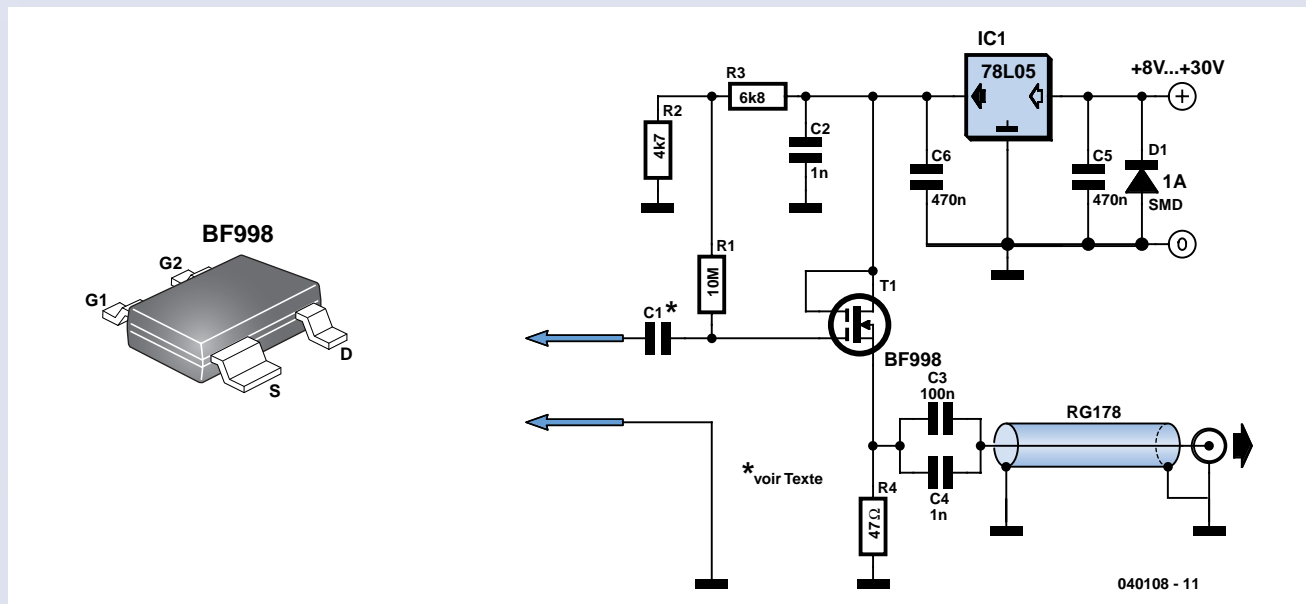 BF998
G2
G1
D
S
IC1
78L05
+8V...+30V
+
R3
6k8
R2
4k7
C2
1n
C6
470n
C5
470n
D1
1A
SMD
0
R1
10M
T1
C1*
BF998
C3
100n
RG178
*voir Texte
C4
1n
R4
47Ω
040108 - 11